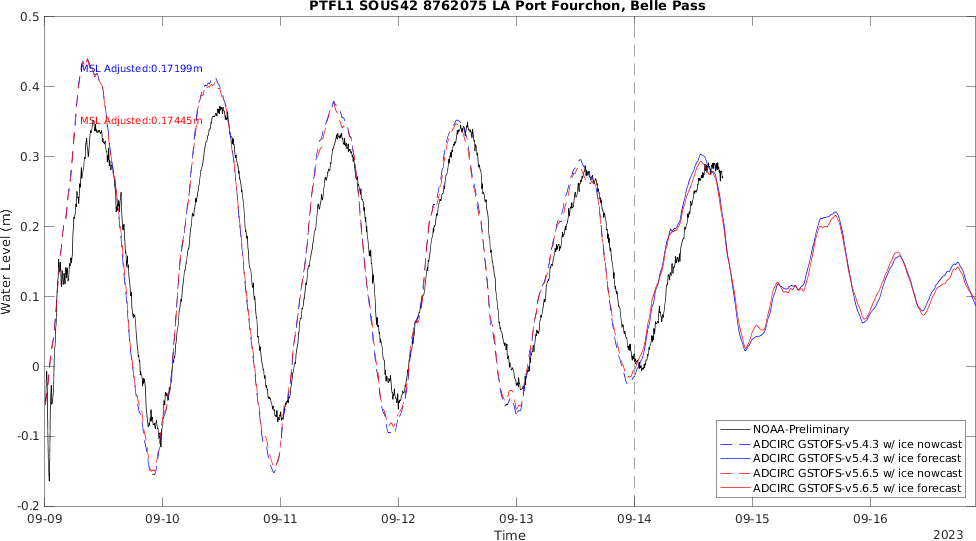 PTFL1 SOUS42 8762075 LA Port Fourchon, Belle Pass
0.5
0.4
0.3
0.2
0.1
0
-0.1
-0.2
Water Level (m)
MSL Adjusted:0.17199m
MSL Adjusted:0.17445m
NOAA-Preliminary
ADCIRC GSTOFS-v5.4.3 w/ ice nowcast
ADCIRC GSTOFS-v5.4.3 w/ ice forecast
ADCIRC GSTOFS-v5.6.5 w/ ice nowcast
ADCIRC GSTOFS-v5.6.5 w/ ice forecast
09-09 09-10 09-11 09-12 09-13 09-14 09-15 09-16
Time
2023